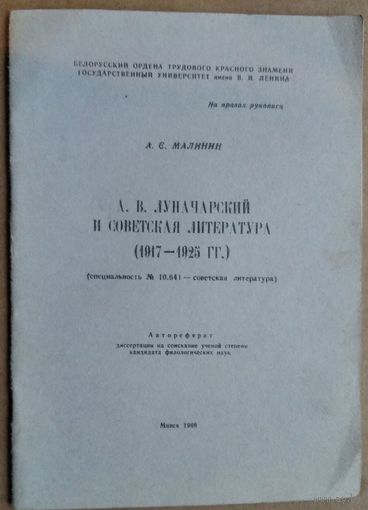 БЕЛОРУССКИЙ ОРДЕНА ТРУДОВОГО КРАСНОГО ЗНАМЕНИ
ГОСУДАРСТВЕННЫЙ УНИВЕРСИТЕТ имени В. И. ЛЕНИНА
На правах рукописи
А. С. МАЛИНИН
А. В. ЛУНАЧАРСКИЙ
И СОВЕТСКАЯ ЛИТЕРАТУРА
(1917—1925 ГГ.)
(специальность № 10.641 — советская литература)
Автореферат
диссертации на соискание ученой степени
кандидата филологических наук
Минск 1969